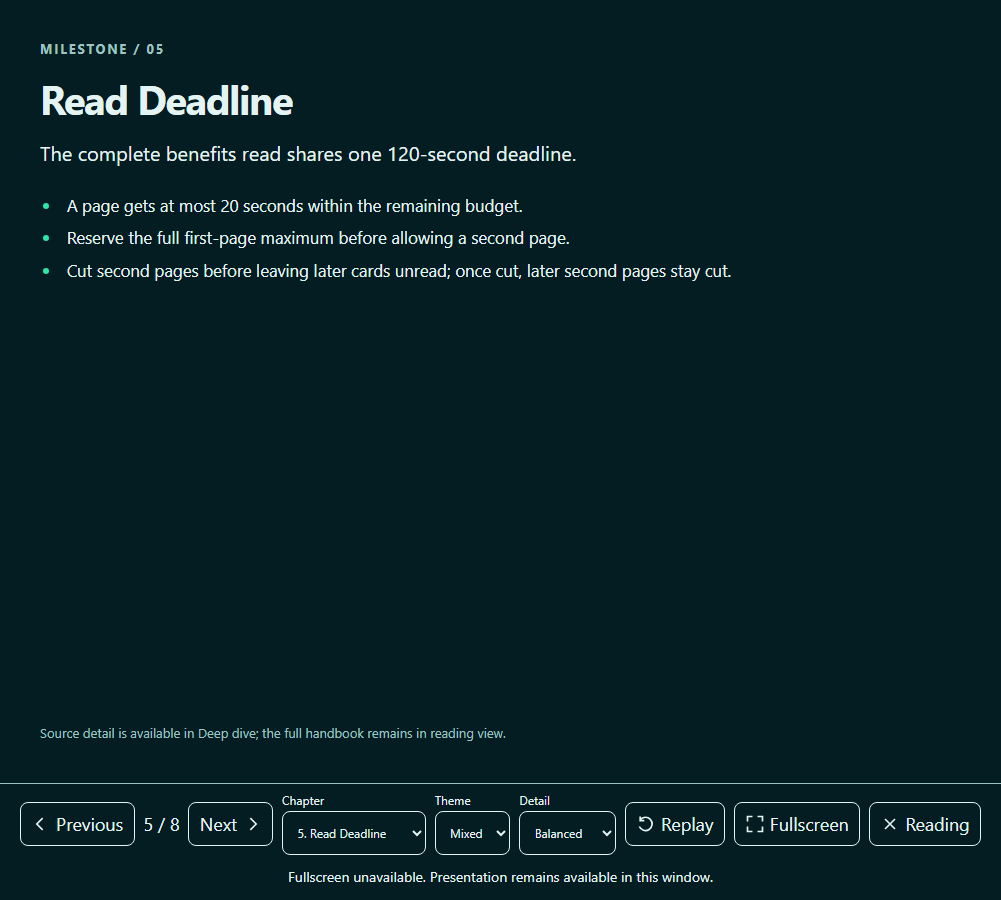 MILESTONE / 05
Read Deadline
The complete benefits read shares one 120-second deadline.
• A page gets at most 20 seconds within the remaining budget.
• Reserve the full first-page maximum before allowing a second page.
• Cut second pages before leaving later cards unread; once cut, later second pages stay cut.
Source detail is available in Deep dive; the full handbook remains in reading view.
Chapter Theme Detail
Previous 5 / 8 Next 5. Read Deadline Mixed Balanced Replay Fullscreen Reading
Fullscreen unavailable. Presentation remains available in this window.